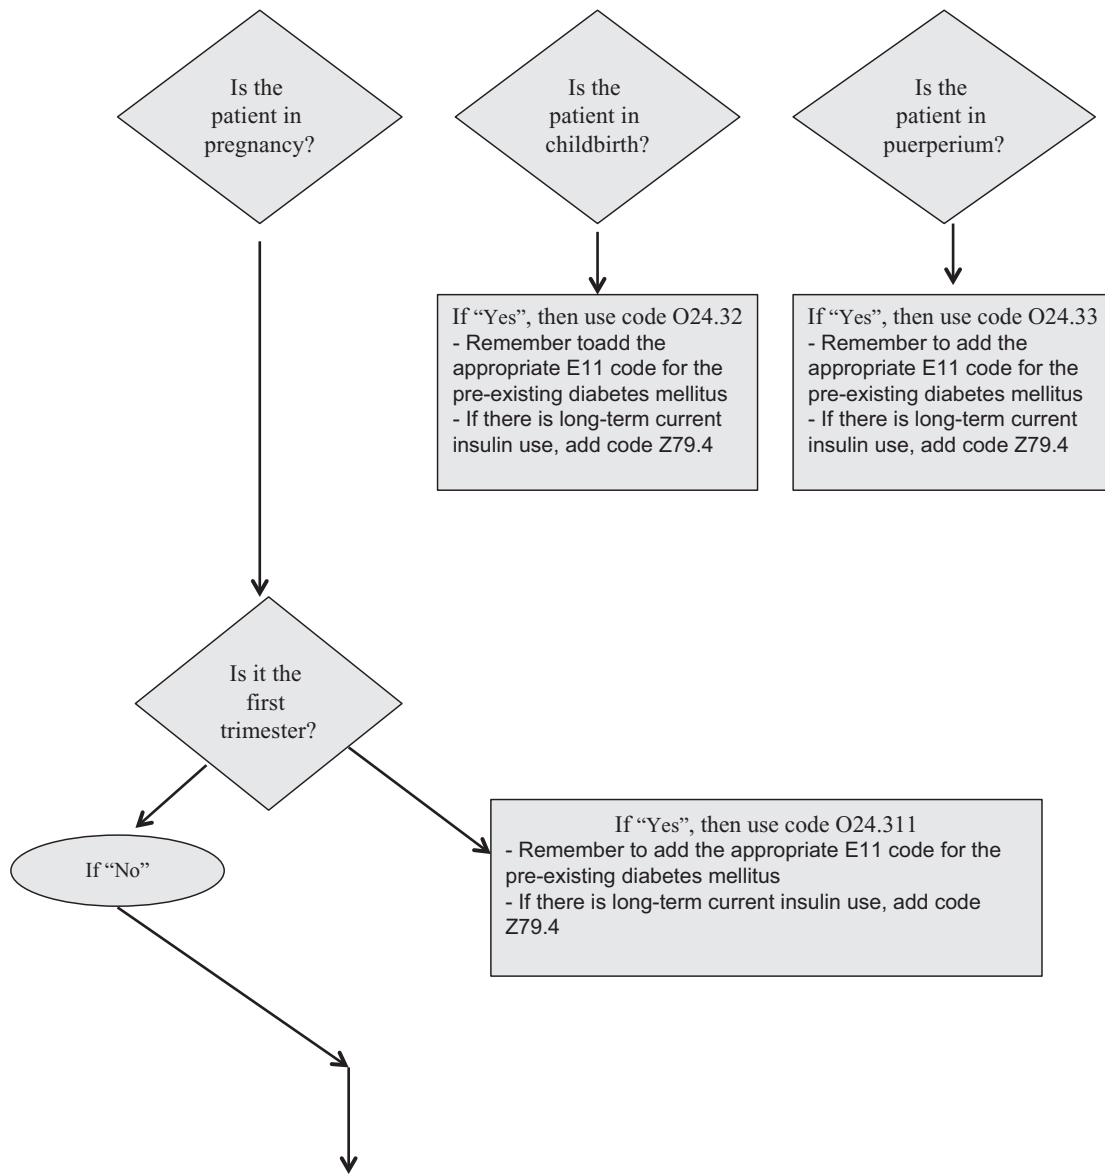 Is the
patient in
pregnancy?
Is the
patient in
childbirth?
Is the
patient in
puerperium?
If “Yes”, then use code O24.32
- Remember toadd the
appropriate E11 code for the
pre-existing diabetes mellitus
- If there is long-term current
insulin use, add code Z79.4
If “Yes”, then use code O24.33
- Remember to add the
appropriate E11 code for the
pre-existing diabetes mellitus
- If there is long-term current
insulin use, add code Z79.4
Is it the
first
trimester?
If “No”
If “Yes”, then use code O24.311
- Remember to add the appropriate E11 code for the
pre-existing diabetes mellitus
- If there is long-term current insulin use, add code
Z79.4